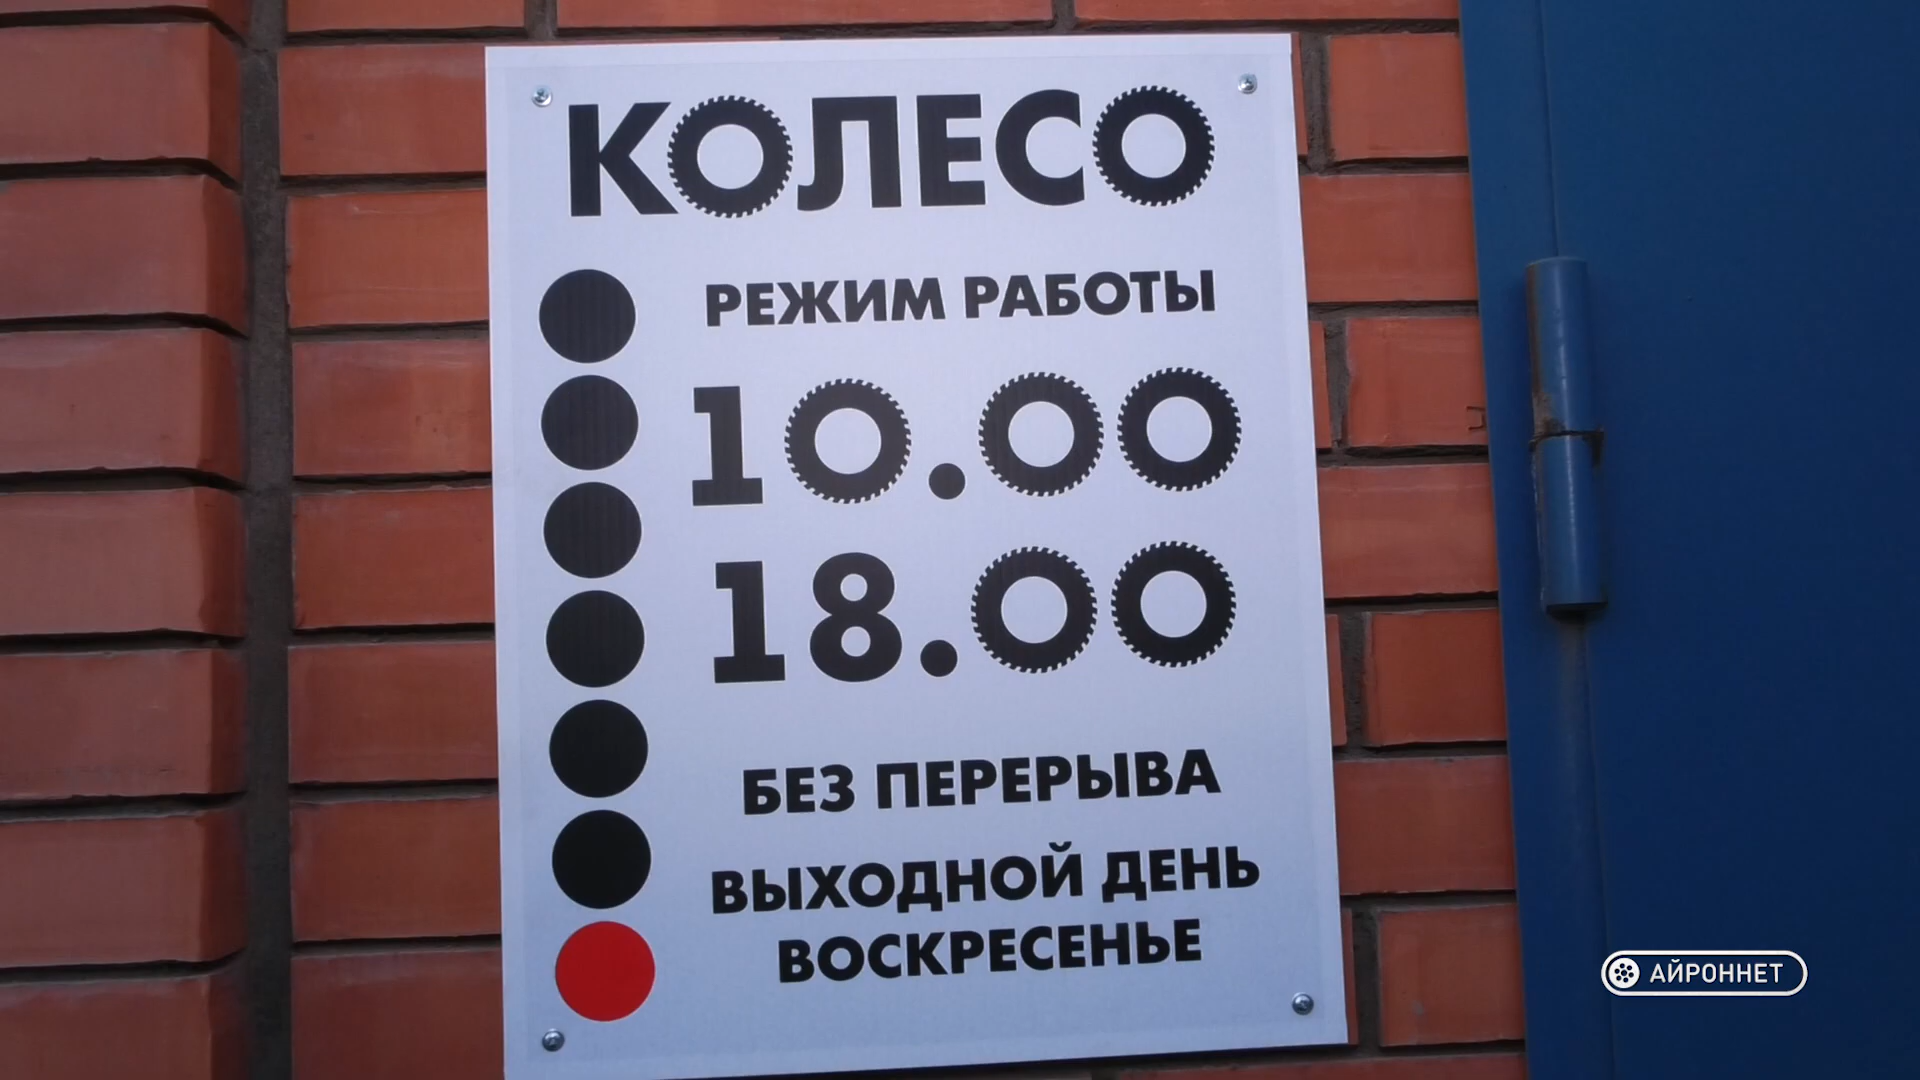 КОЛЕСО
РЕЖИМ РАБОТЫ
10.00
18.00
БЕЗ ПЕРЕРЫВА
ВЫХОДНОЙ ДЕНЬ
ВОСКРЕСЕНЬЕ
АЙРОННЕТ